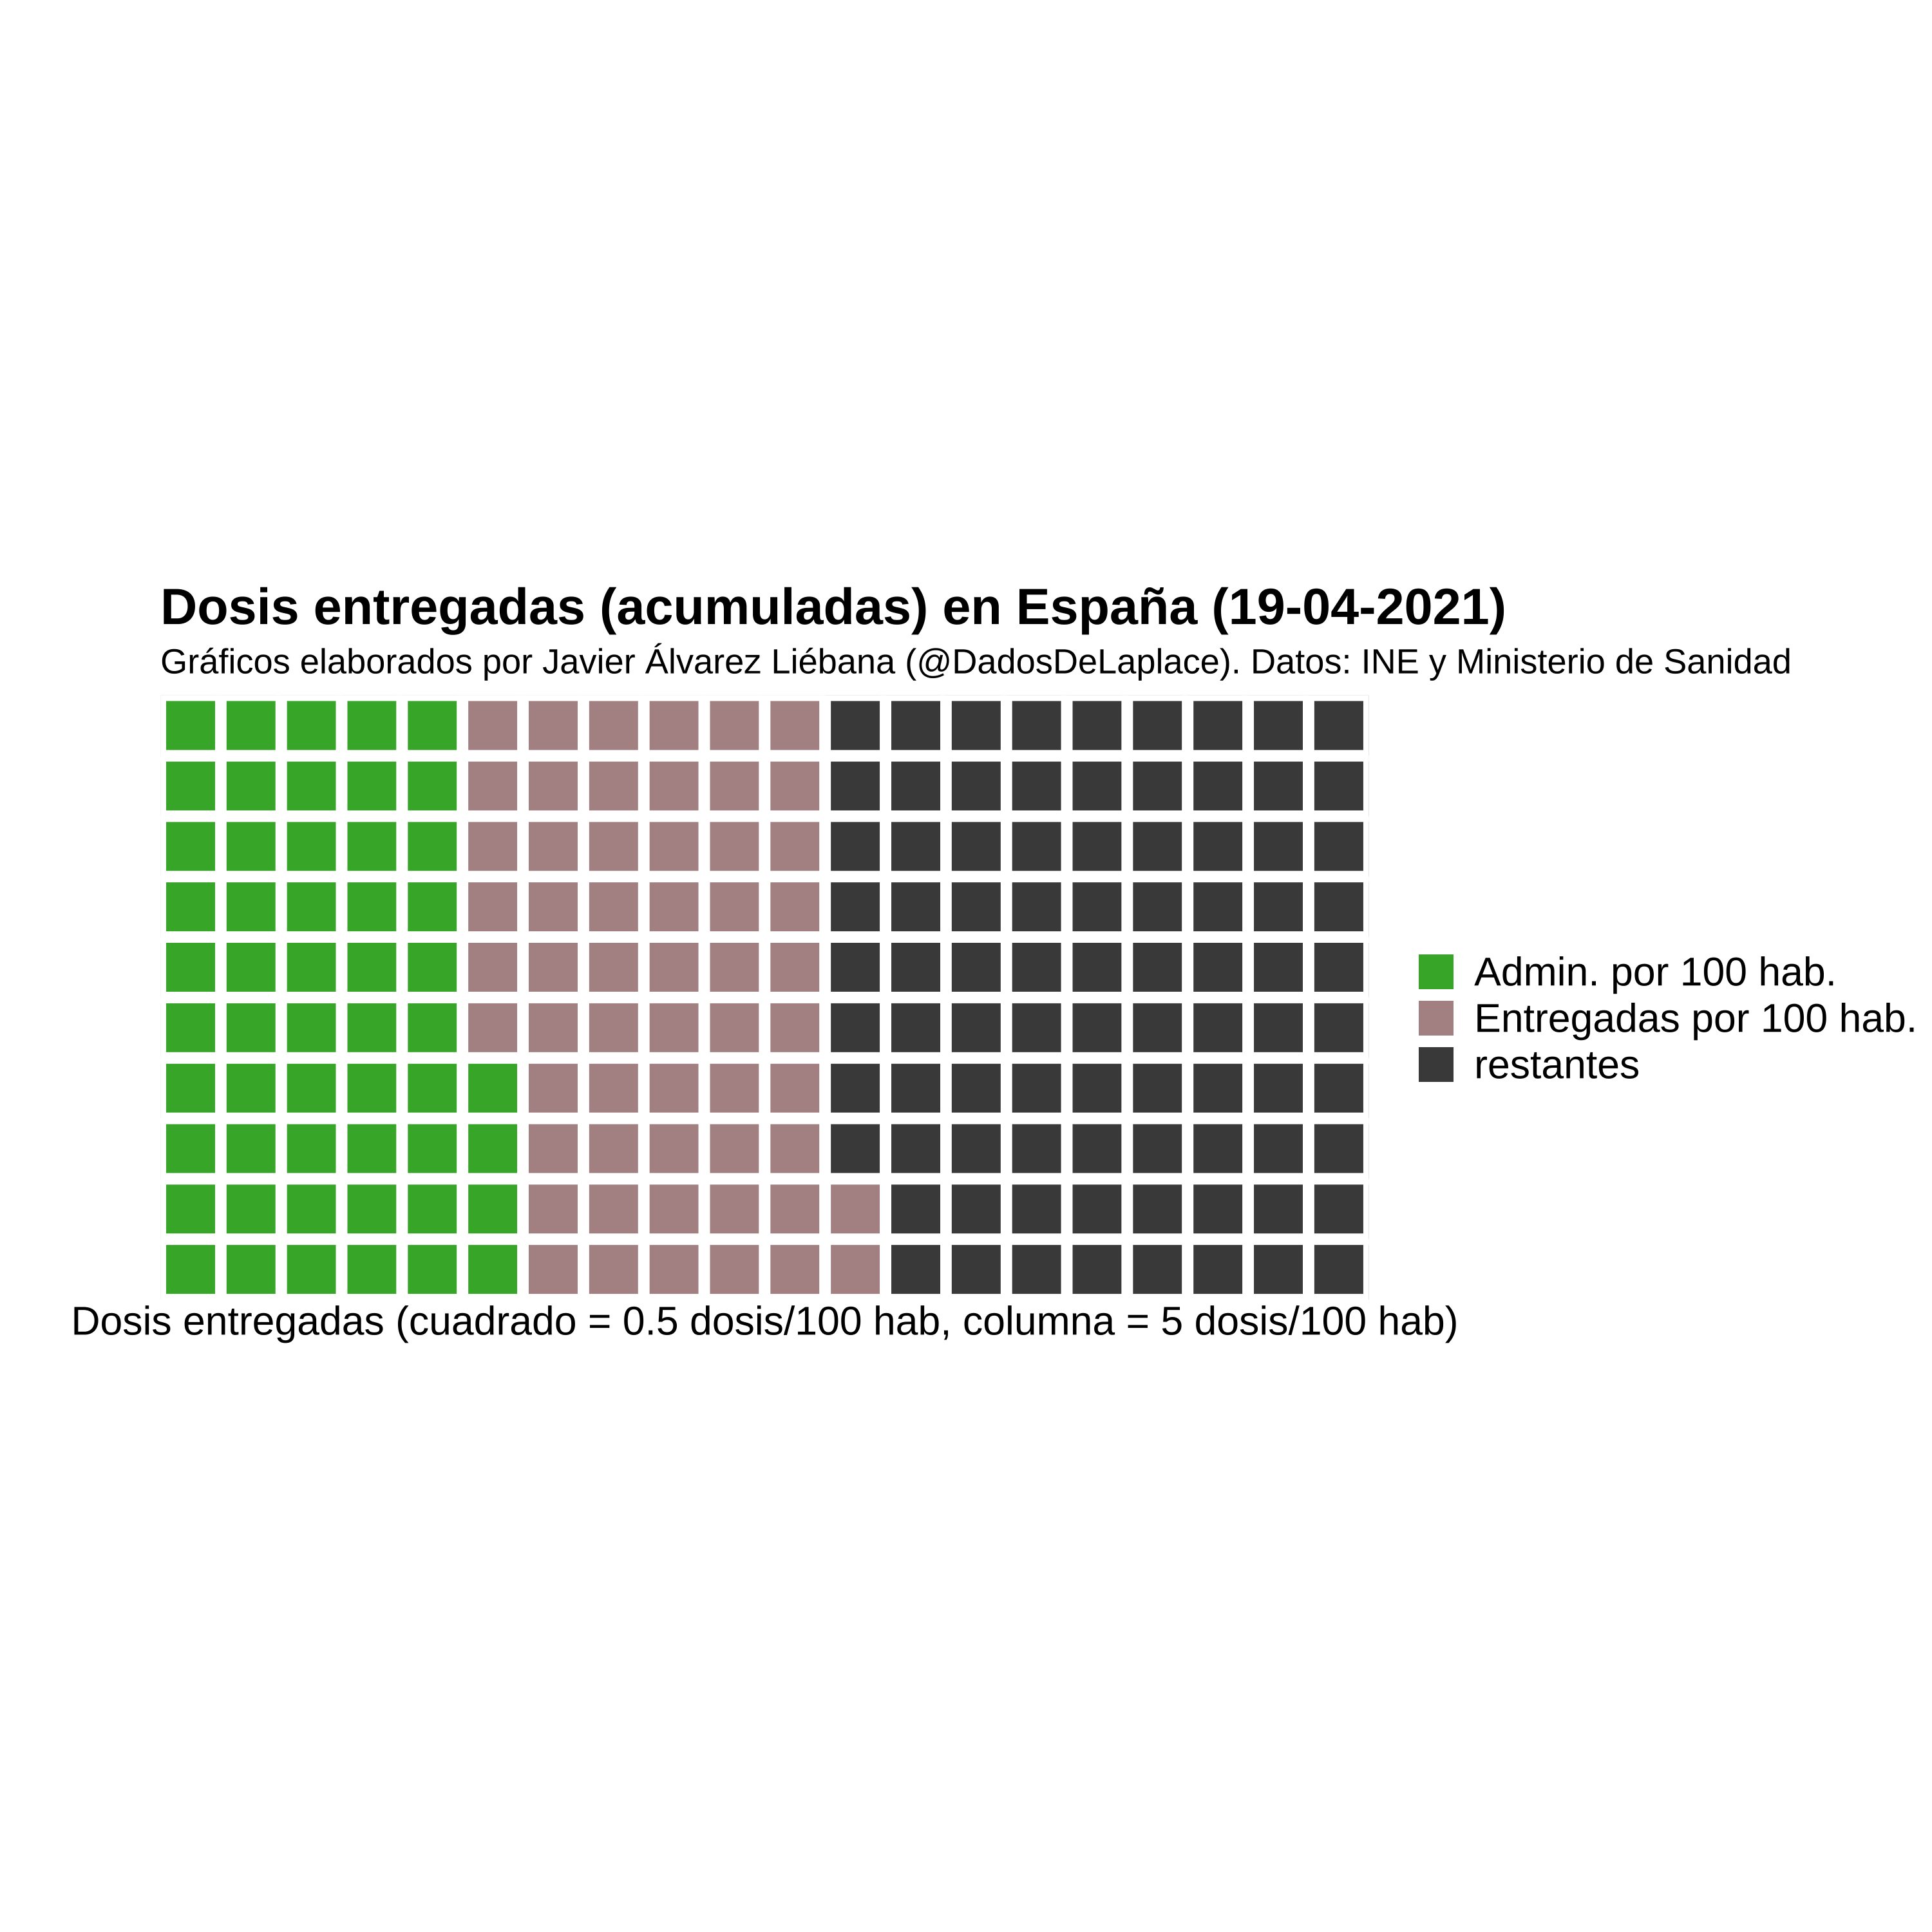 Dosis entregadas (acumuladas) en España (19-04-2021)
Gráficos elaborados por Javier Álvarez Liébana (@DadosDeLaplace). Datos: INE y Ministerio de Sanidad
Admin. por 100 hab.
Entregadas por 100 hab.
restantes
Dosis entregadas (cuadrado = 0.5 dosis/100 hab, columna = 5 dosis/100 hab)